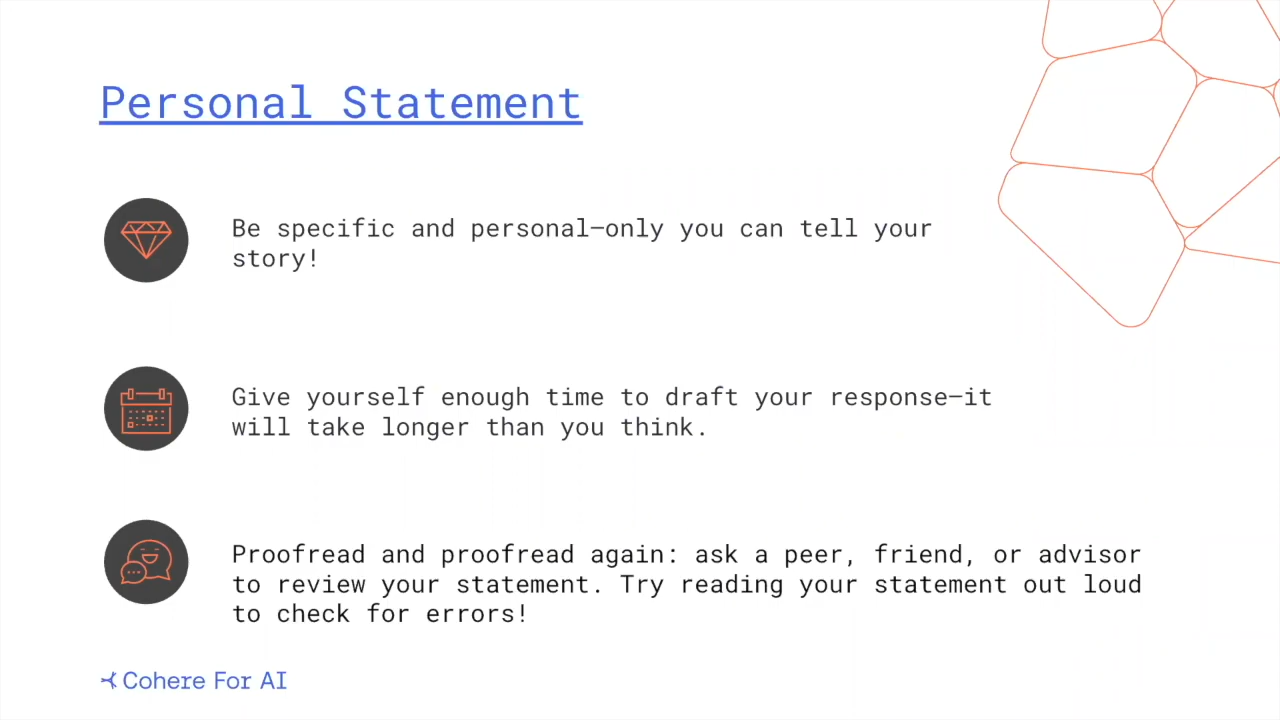 Personal Statement
Be specific and personal—only you can tell your
story!
Give yourself enough time to draft your response—it
will take longer than you think.
Proofread and proofread again: ask a peer, friend, or advisor
to review your statement. Try reading your statement out loud
to check for errors!
Cohere For AI